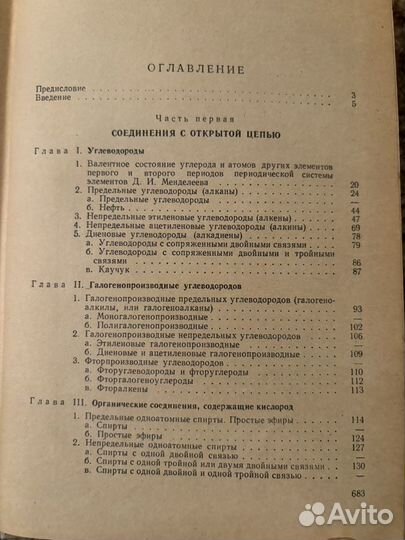 ОГЛАВЛЕНИЕ
Предисловие . . . . . . . . . . 3
Введение . . . . . . . . . . 5
Часть первая
СОЕДИНЕНИЯ С ОТКРЫТОЙ ЦЕПЬЮ
Глава I. Углеводороды
1. Валентное состояние углерода и атомов других элементов
первого и второго периодов периодической системы
элементов Д. И. Менделеева . . . . . 20
2. Предельные углеводороды (алканы) . . . . . 24
а. Предельные углеводороды . . . . . —
б. Нефть . . . . . 44
3. Непредельные этиленовые углеводороды (алкены) . . 47
4. Непредельные ацетиленовые углеводороды (алкины) . . 69
5. Диеновые углеводороды (алкадиены) . . . . . 78
а. Углеводороды с сопряженными двойными связями . . 79
б. Углеводороды с сопряженными двойными и тройными
связями . . . . . 86
в. Каучук . . . . . 87
Глава II. Галогенопроизводные углеводородов
1. Галогенопроизводные предельных углеводородов (галогено-
алкилы, или галогеноалканы) . . . . . 93
а. Моногалогенопроизводные . . . . . —
б. Полигалогенопроизводные . . . . . 102
2. Галогенопроизводные непредельных углеводородов . . 106
а. Этиленовые галогенопроизводные . . . . . —
б. Диеновые и ацетиленовые галогенопроизводные . . 109
3. Фторпроизводные углеводородов . . . . . —
а. Фторуглеводороды и фторуглероды . . . . . 110
б. Фторгалогеноуглероды . . . . . 112
в. Фторалкены . . . . . 113
Глава III. Органические соединения, содержащие кислород
1. Предельные одноатомные спирты. Простые эфиры . . 114
а. Спирты . . . . . —
б. Простые эфиры . . . . . 124
2. Непредельные одноатомные спирты . . . . . 127
а. Спирты с одной двойной связью . . . . . —
б. Спирты с одной тройной или двумя двойными связями . . 130
в. Спирты с одной двойной и одной тройной связью . . —
683
Avito